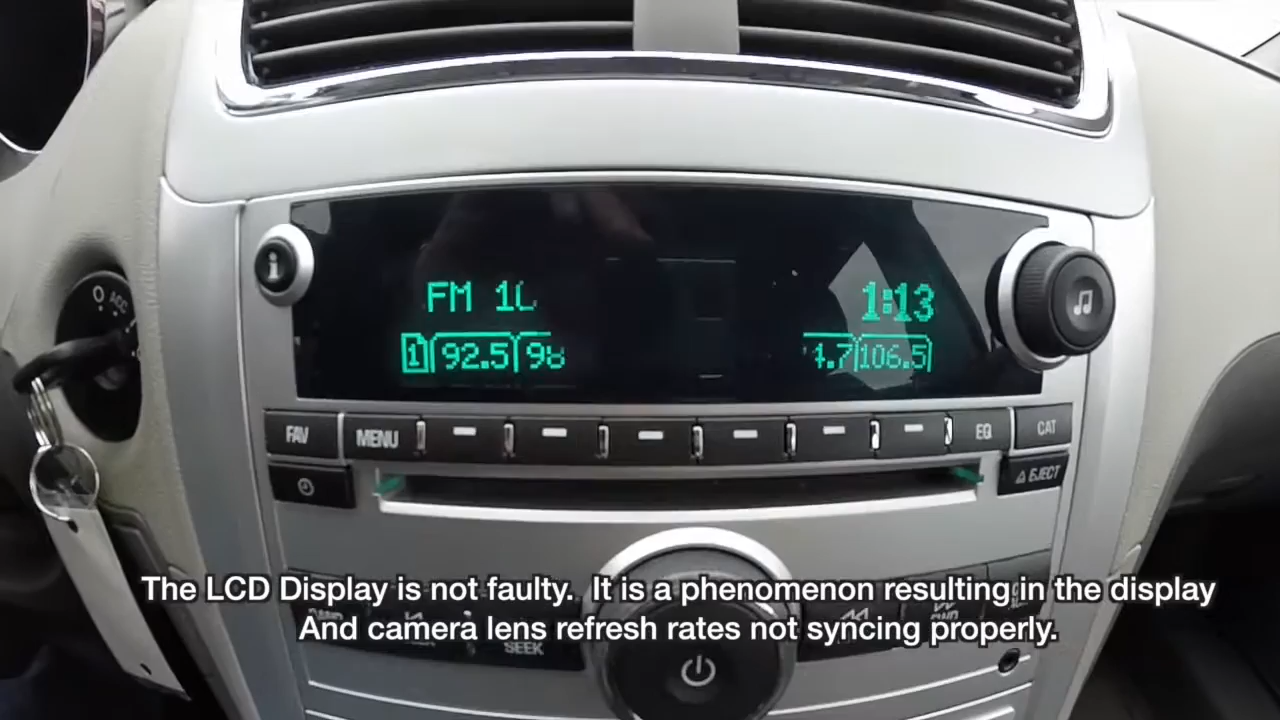 O ACC
i
FM 10
1:13
1 92.5 98
4.7 106.5
FAV MENU EQ CAT
EJECT
The LCD Display is not faulty. It is a phenomenon resulting in the display
And camera lens refresh rates not syncing properly.
SEEK